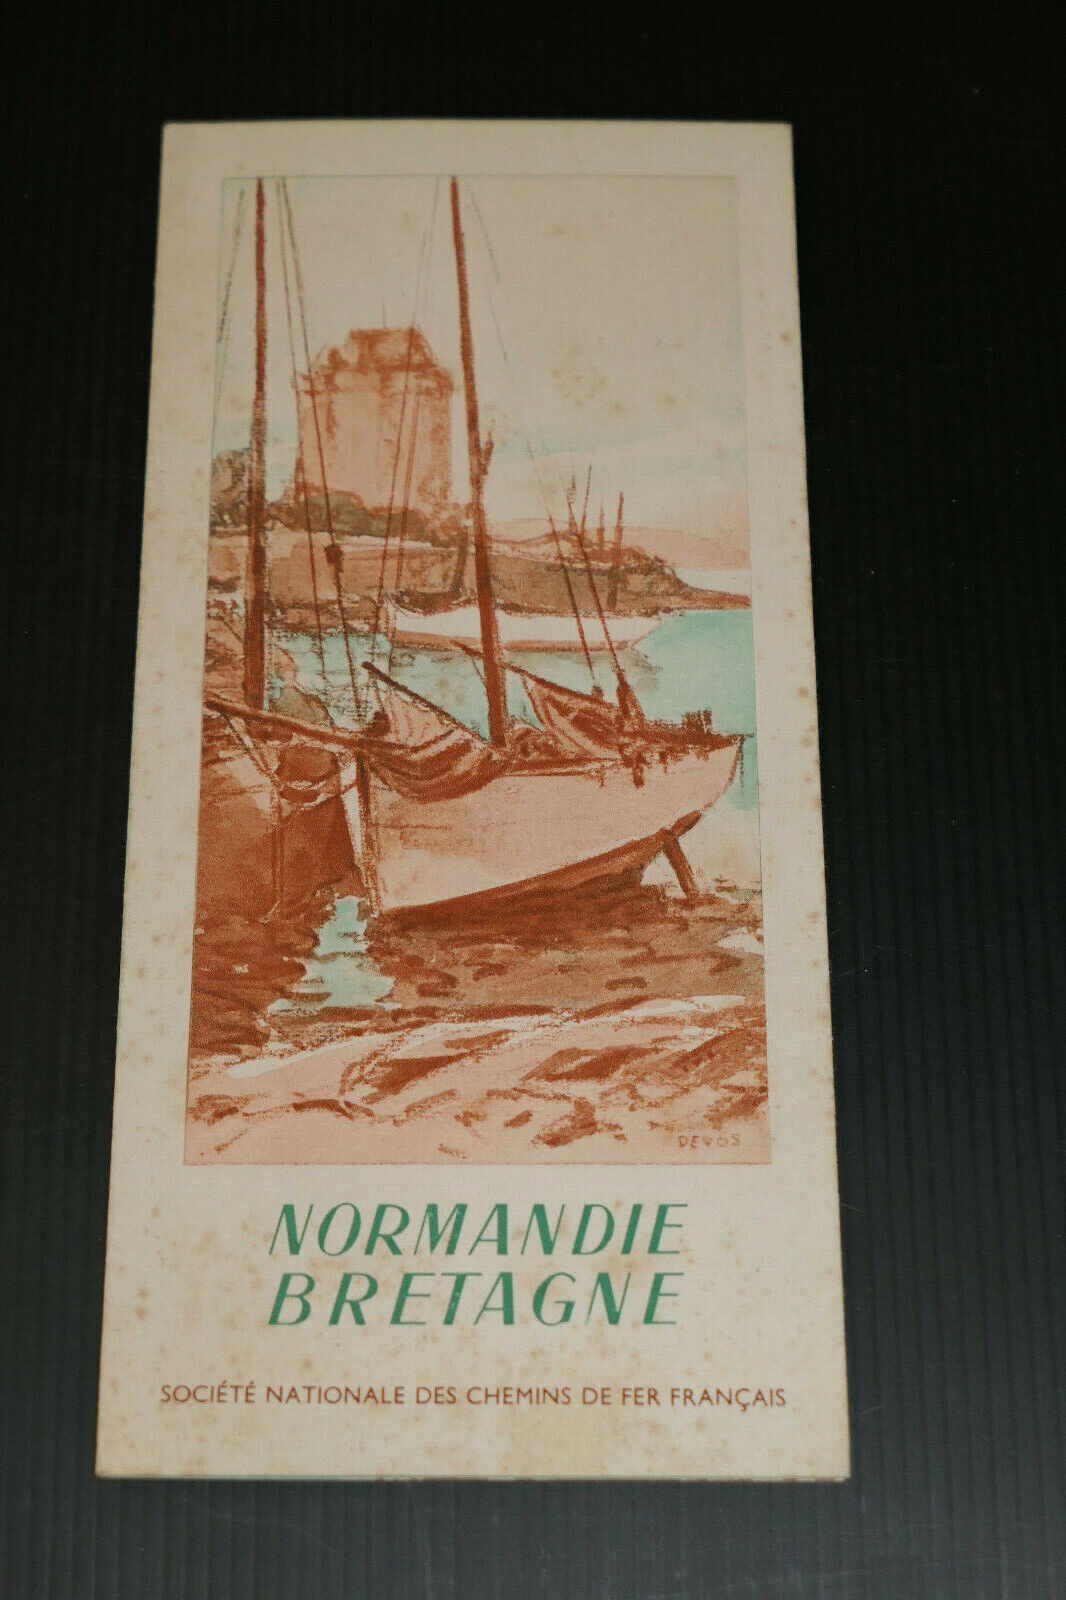 DEVOS
NORMANDIE
BRETAGNE
SOCIÉTÉ NATIONALE DES CHEMINS DE FER FRANÇAIS